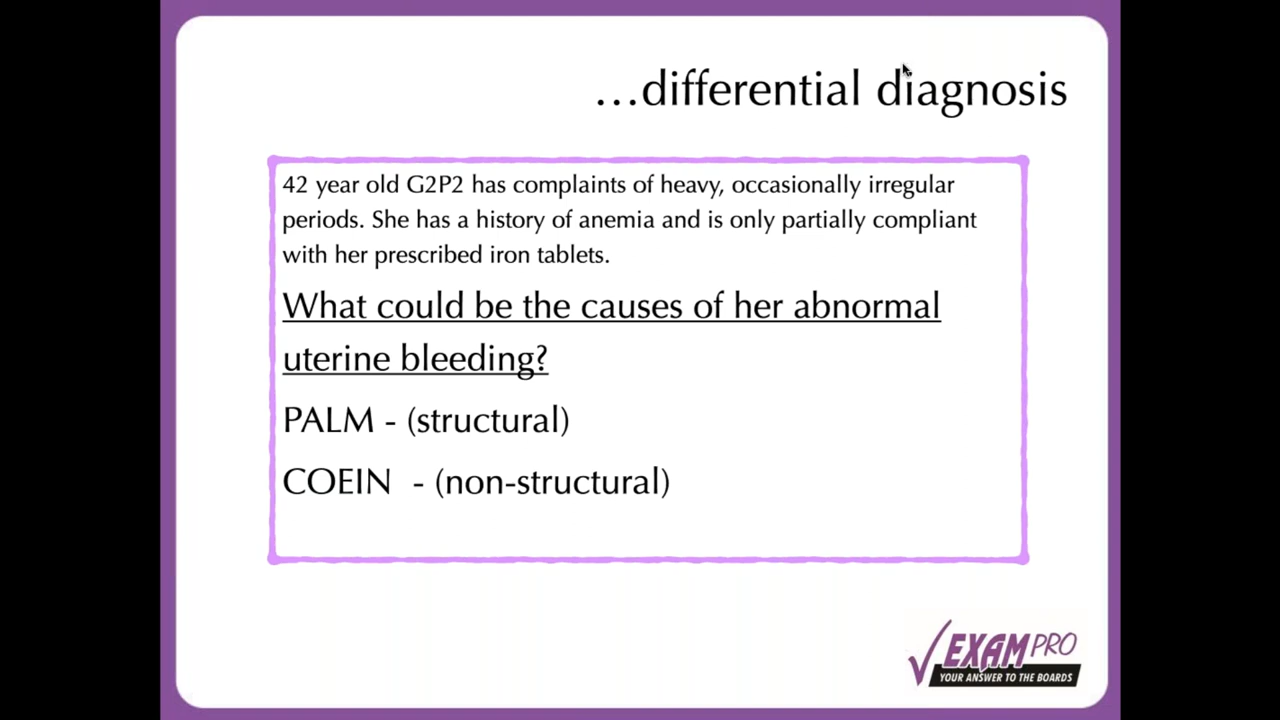 ...differential diagnosis
42 year old G2P2 has complaints of heavy, occasionally irregular
periods. She has a history of anemia and is only partially compliant
with her prescribed iron tablets.
What could be the causes of her abnormal
uterine bleeding?
PALM - (structural)
COEIN - (non-structural)
EXAM PRO
YOUR ANSWER TO THE BOARDS